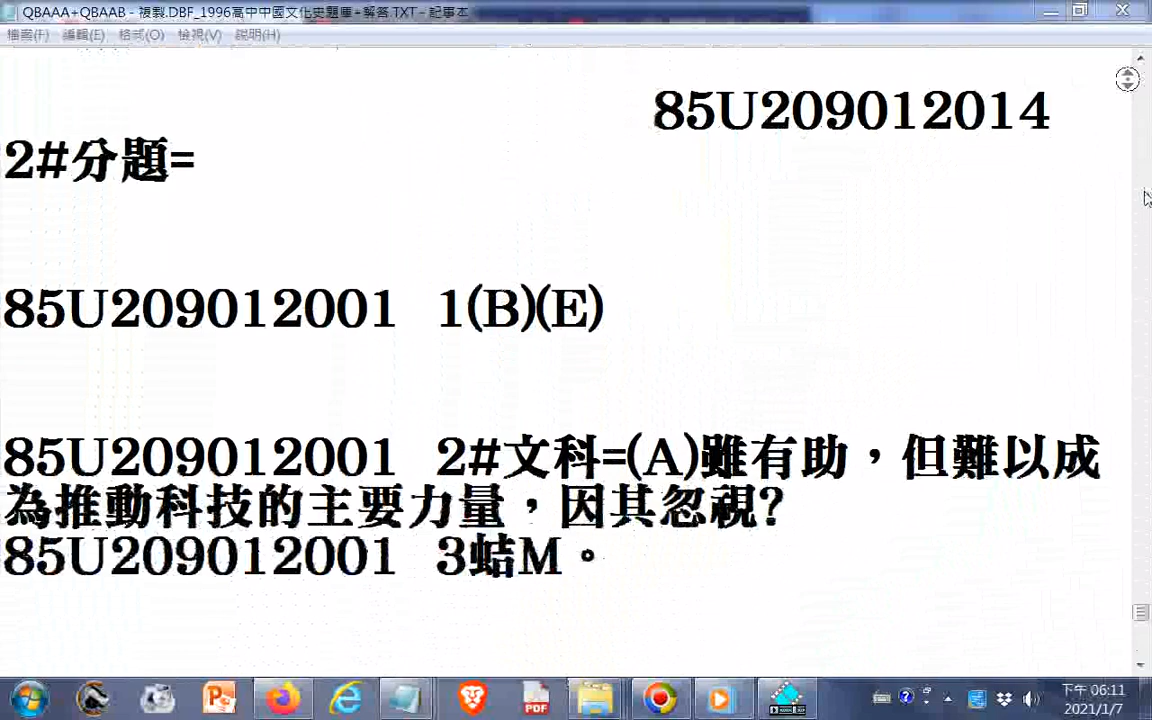 QBAAA+QBAAB - 複製.DBF_1996高中中國文化史題庫+解答.TXT - 記事本
檔案(F) 編輯(E) 格式(O) 檢視(V) 說明(H)
85U209012014
2#分題=
85U209012001 1(B)(E)
85U209012001 2#文科=(A)雖有助，但難以成
為推動科技的主要力量，因其忽視?
85U209012001 3蛣M。
PDF
下午 06:11
2021/1/7